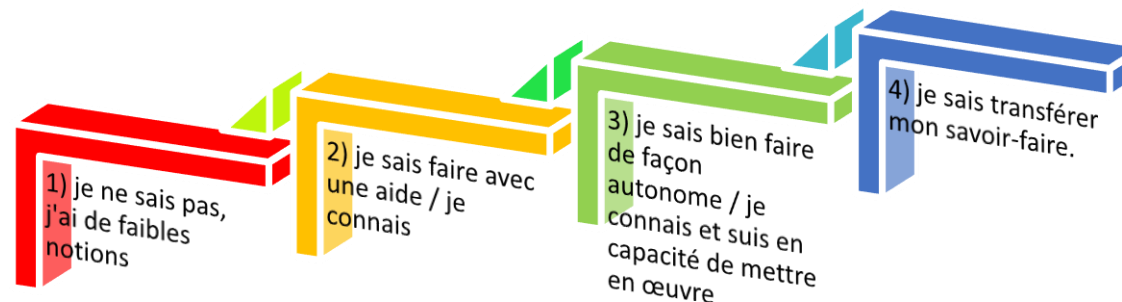 1) je ne sais pas,
j'ai de faibles
notions
2) je sais faire avec
une aide / je
connais
3) je sais bien faire
de façon
autonome / je
connais et suis en
capacité de mettre
en œuvre
4) je sais transférer
mon savoir-faire.